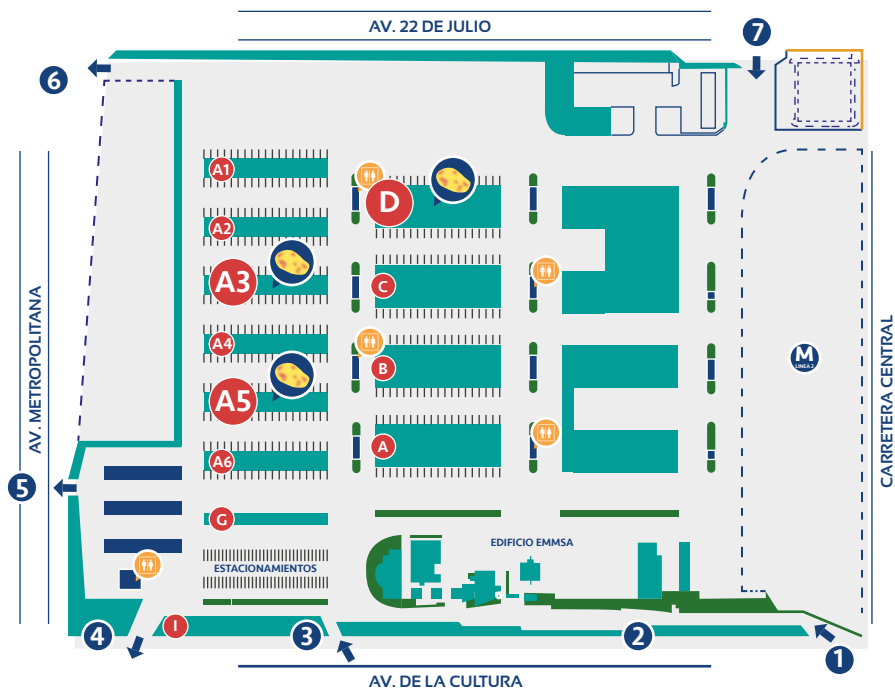 AV. 22 DE JULIO
7
6
A1
D
A2
A3
C
A4
B
M
LINEA 2
A5
A
A6
AV. METROPOLITANA
CARRETERA CENTRAL
5
G
EDIFICIO EMMSA
ESTACIONAMIENTOS
I
4
3
2
1
AV. DE LA CULTURA